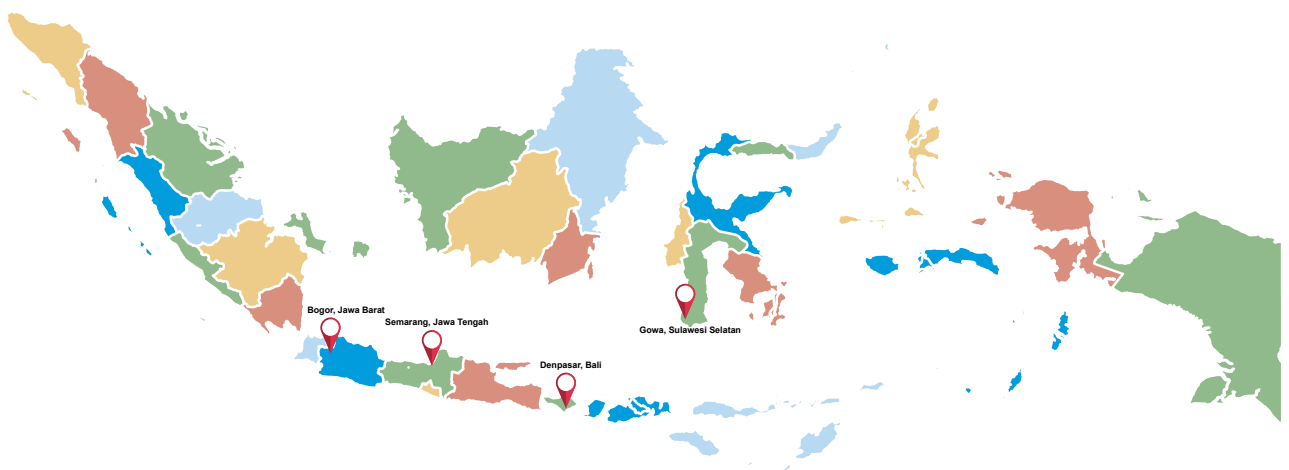 Bogor, Jawa Barat
Semarang, Jawa Tengah
Gowa, Sulawesi Selatan
Denpasar, Bali